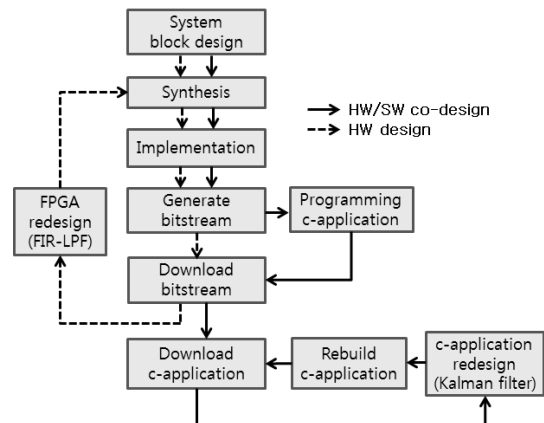 System
block design
Synthesis
HW/SW co-design
HW design
Implementation
FPGA
redesign
(FIR-LPF)
Generate
bitstream
Programming
c-application
Download
bitstream
Download
c-application
Rebuild
c-application
c-application
redesign
(Kalman filter)